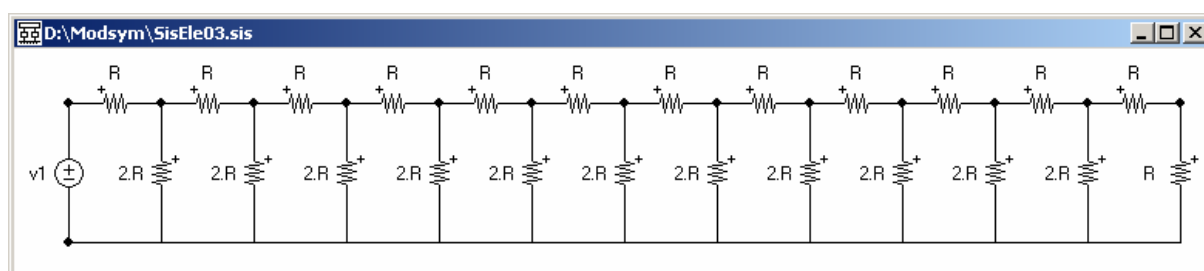 D:\Modsym\SisEle03.sis
R R R R R R R R R R R R
v1 2.R 2.R 2.R 2.R 2.R 2.R 2.R 2.R 2.R 2.R 2.R R